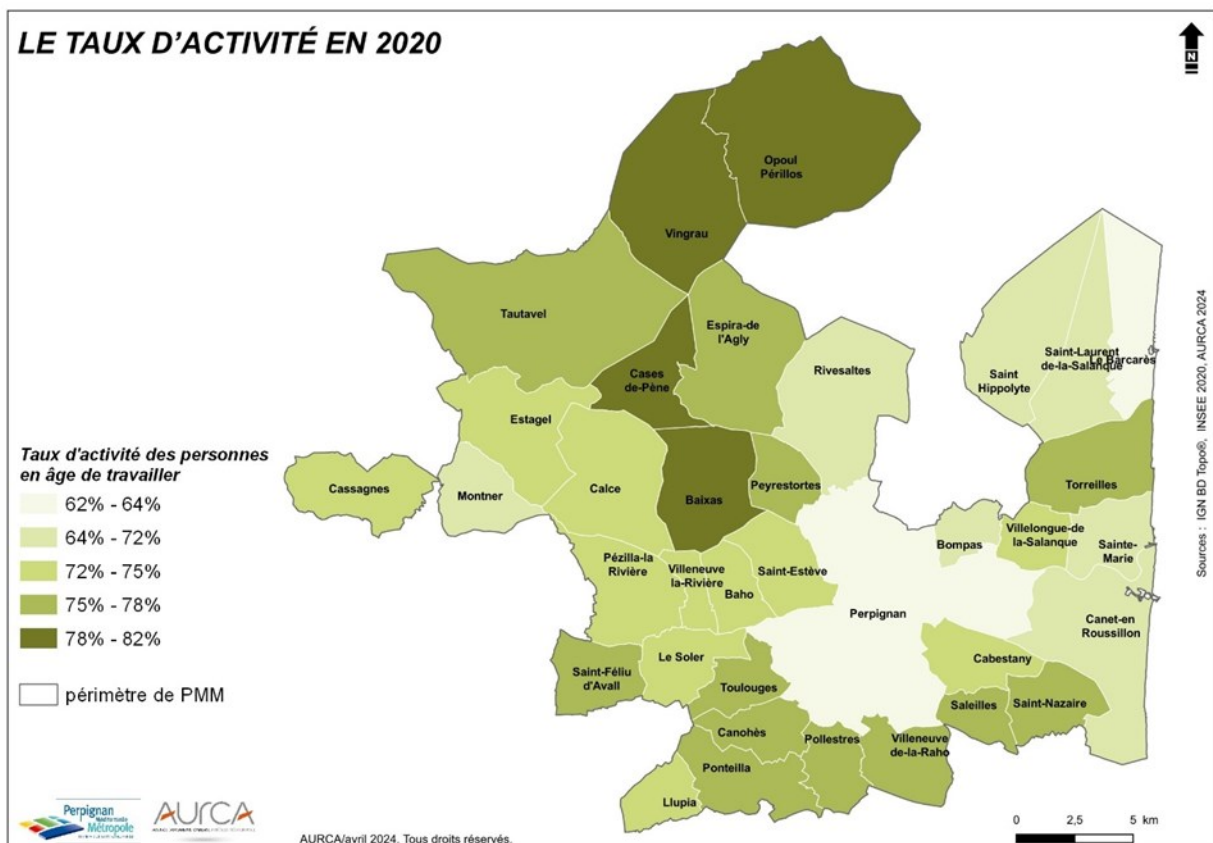 LE TAUX D'ACTIVITÉ EN 2020
N
Opoul
Périllos
Vingrau
Tautavel
Espira-de
l'Agly
Cases
de-Pène
Rivesaltes
Saint
Hippolyte
Saint-Laurent
de-la-Salanque
Le Barcarès
Estagel
Cassagnes
Montner
Calce
Baixas
Peyrestortes
Torreilles
Bompas
Villelongue-de
la-Salanque
Sainte-
Marie
Pézilla-la
Rivière
Villeneuve
la-Rivière
Baho
Saint-Estève
Perpignan
Canet-en
Roussillon
Saint-Féliu
d'Avall
Le Soler
Toulouges
Cabestany
Saleilles
Saint-Nazaire
Canohès
Pollestres
Villeneuve
de-la-Raho
Ponteilla
Llupia
Taux d'activité des personnes
en âge de travailler
62% - 64%
64% - 72%
72% - 75%
75% - 78%
78% - 82%
périmètre de PMM
Sources : IGN BD Topo®, INSEE 2020, AURCA 2024
Perpignan
Méditerranée
Métropole
AURCA
AURCA/avril 2024. Tous droits réservés.
0 2,5 5 km